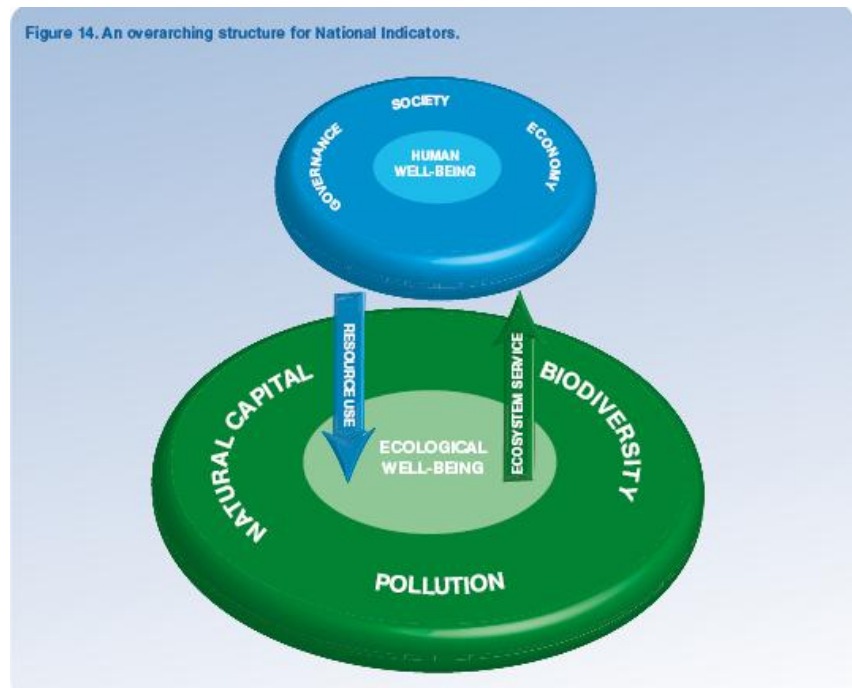 Figure 14. An overarching structure for National Indicators.
SOCIETY
GOVERNANCE
ECONOMY
HUMAN
WELL-BEING
RESOURCE USE
ECOSYSTEM SERVICE
NATURAL CAPITAL
BIODIVERSITY
ECOLOGICAL
WELL-BEING
POLLUTION